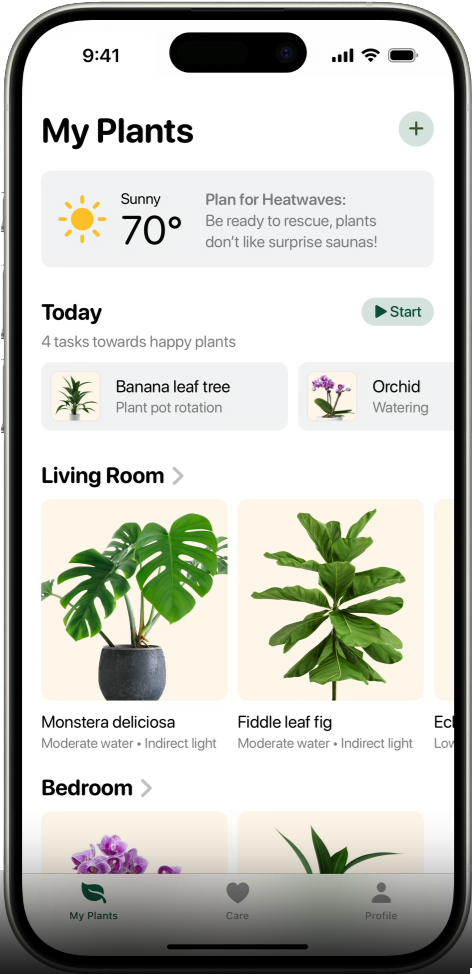 9:41
My Plants
+
Sunny
70°
Plan for Heatwaves:
Be ready to rescue, plants
don't like surprise saunas!
Today
Start
4 tasks towards happy plants
Banana leaf tree
Plant pot rotation
Orchid
Watering
Living Room
Monstera deliciosa
Moderate water • Indirect light
Fiddle leaf fig
Moderate water • Indirect light
Bedroom
My Plants
Care
Profile